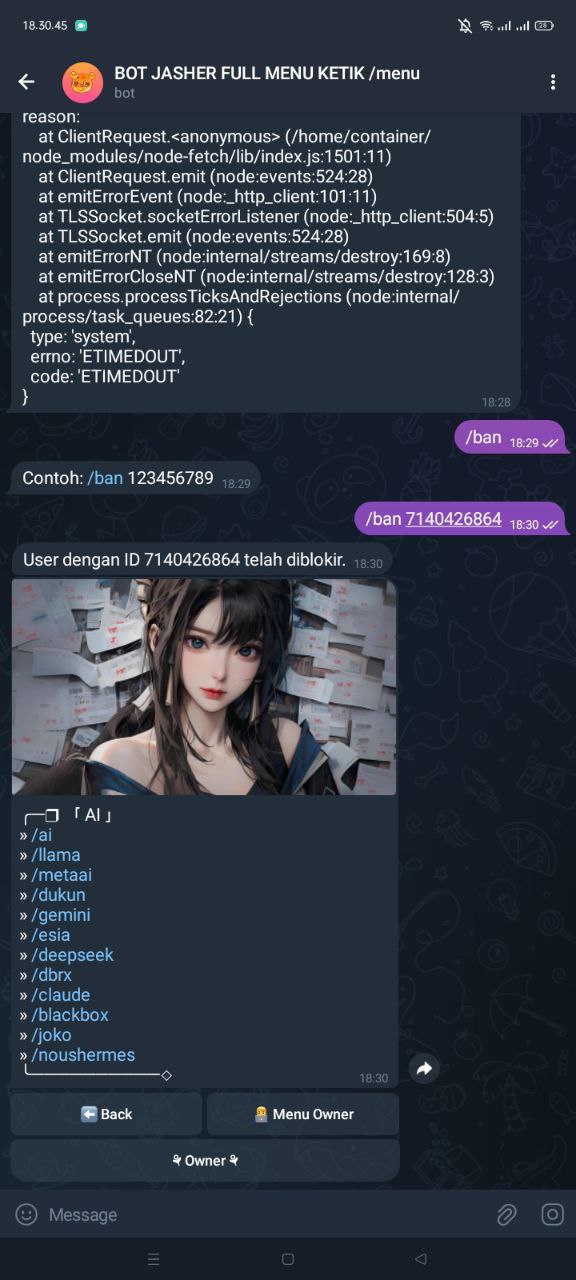 18.30.45
28
BOT JASHER FULL MENU KETIK /menu
bot
reason:
at ClientRequest.<anonymous> (/home/container/
node_modules/node-fetch/lib/index.js:1501:11)
at ClientRequest.emit (node:events:524:28)
at emitErrorEvent (node:_http_client:101:11)
at TLSSocket.socketErrorListener (node:_http_client:504:5)
at TLSSocket.emit (node:events:524:28)
at emitErrorNT (node:internal/streams/destroy:169:8)
at emitErrorCloseNT (node:internal/streams/destroy:128:3)
at process.processTicksAndRejections (node:internal/
process/task_queues:82:21) {
type: 'system',
errno: 'ETIMEDOUT',
code: 'ETIMEDOUT'
}
18:28
/ban 18:29
Contoh: /ban 123456789 18:29
/ban 7140426864 18:30
User dengan ID 7140426864 telah diblokir. 18:30
╭─❒ 「 AI 」
» /ai
» /llama
» /metaai
» /dukun
» /gemini
» /esia
» /deepseek
» /dbrx
» /claude
» /blackbox
» /joko
» /noushermes
╰────────────◇
18:30
⬅️ Back
👨‍💻 Menu Owner
Owner
Message